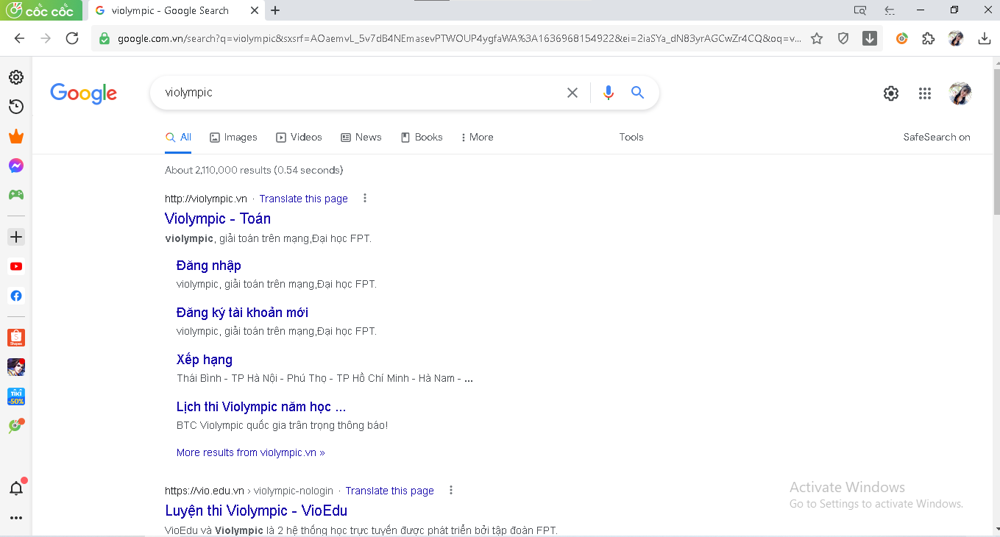 cốc cốc
violympic - Google Search
google.com.vn/search?q=violympic&sxsrf=AOaemvL_5v7dB4NEmasevPTWOUP4ygfaWA%3A1636968154922&ei=2iaSYa_dN83yrAGCwZr4CQ&oq=v...
Google
violympic
All Images Videos News Books More Tools SafeSearch on
About 2,110,000 results (0.54 seconds)
http://violympic.vn · Translate this page
Violympic - Toán
violympic, giải toán trên mạng,Đại học FPT.
Đăng nhập
violympic, giải toán trên mạng,Đại học FPT.
Đăng ký tài khoản mới
violympic, giải toán trên mạng,Đại học FPT.
Shopee
Xếp hạng
Thái Bình - TP Hà Nội - Phú Thọ - TP Hồ Chí Minh - Hà Nam - ...
TIKI
-50%
Lịch thi Violympic năm học ...
BTC Violympic quốc gia trân trọng thông báo!
More results from violympic.vn »
https://vio.edu.vn › violympic-nologin · Translate this page
Luyện thi Violympic - VioEdu
VioEdu và Violympic là 2 hệ thống học trực tuyến được phát triển bởi tập đoàn FPT.
Activate Windows
Go to Settings to activate Windows.